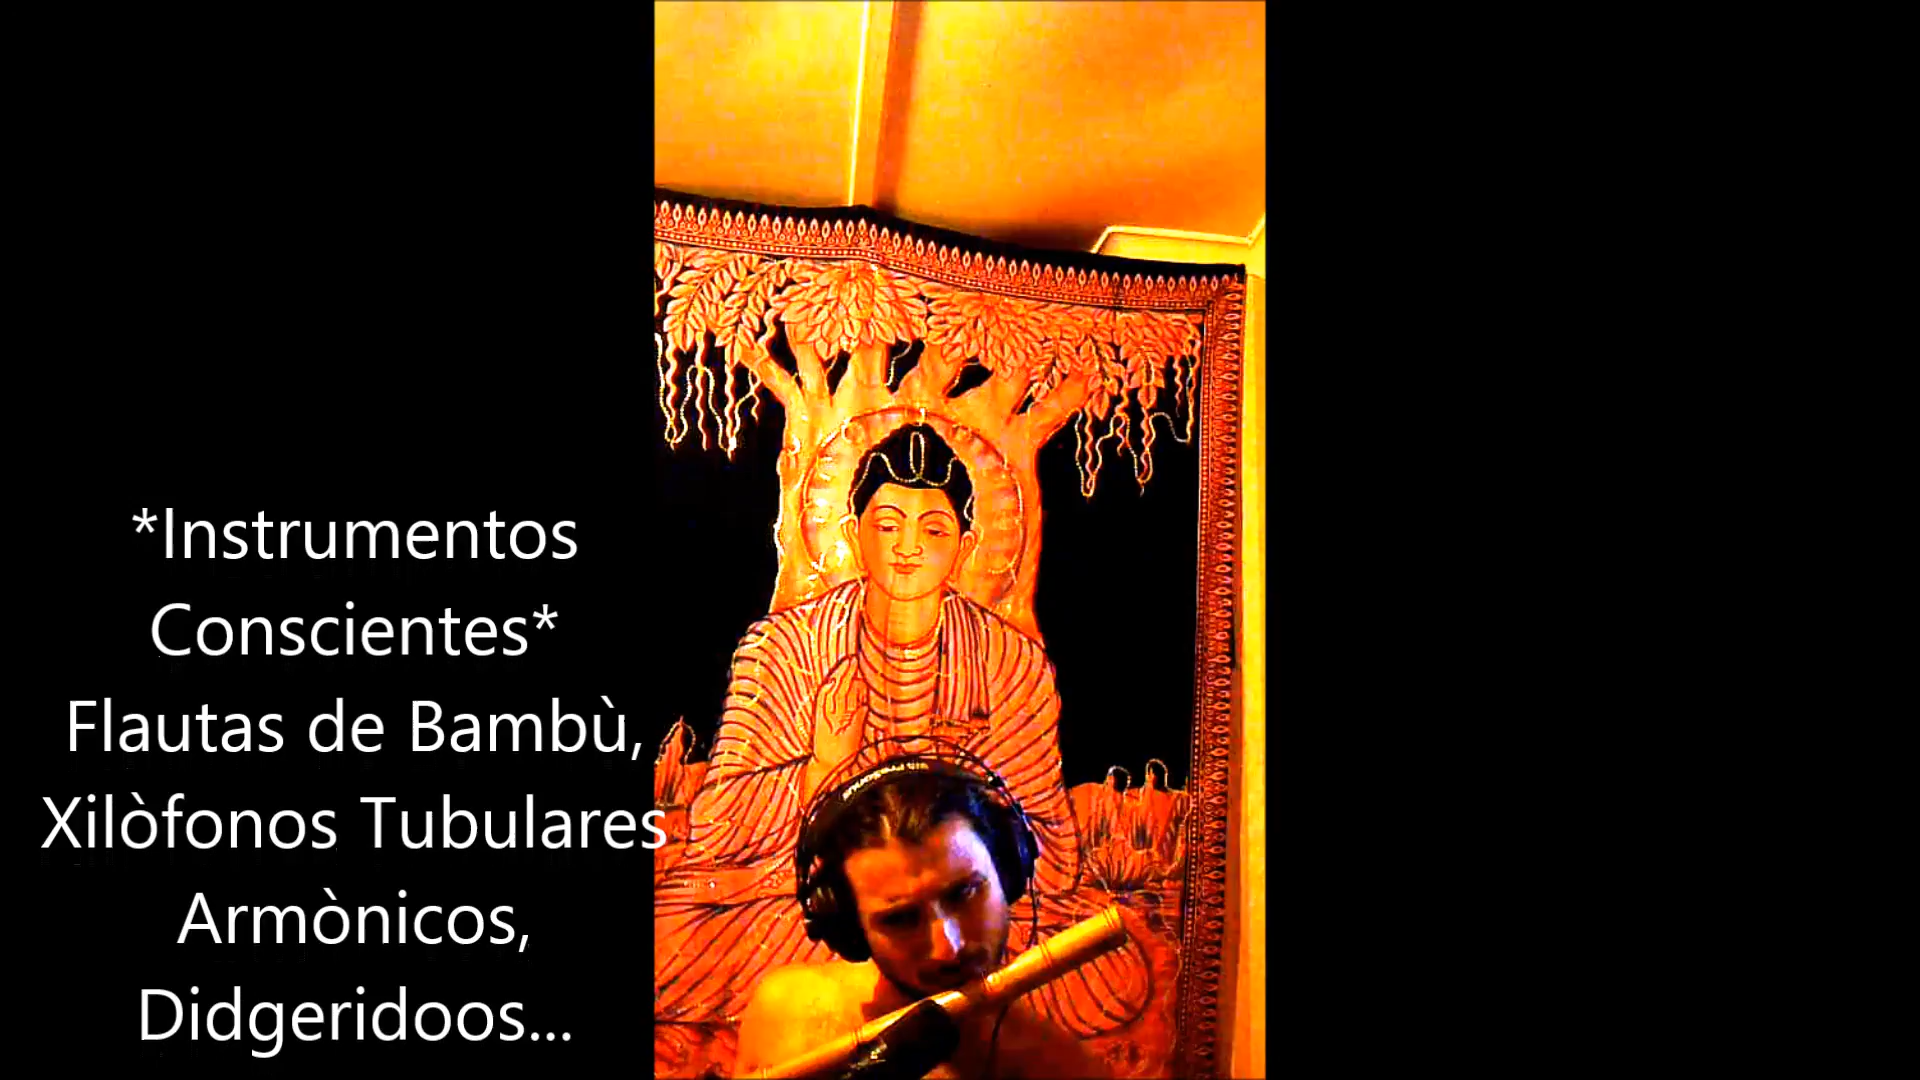 *Instrumentos
Conscientes*
Flautas de Bambù,
Xilòfonos Tubulares
Armònicos,
Didgeridoos...